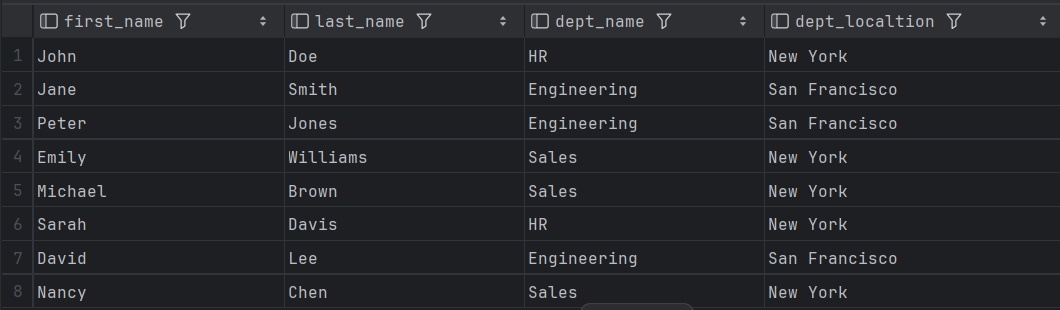 first_name last_name dept_name dept_localtion
1 John Doe HR New York
2 Jane Smith Engineering San Francisco
3 Peter Jones Engineering San Francisco
4 Emily Williams Sales New York
5 Michael Brown Sales New York
6 Sarah Davis HR New York
7 David Lee Engineering San Francisco
8 Nancy Chen Sales New York